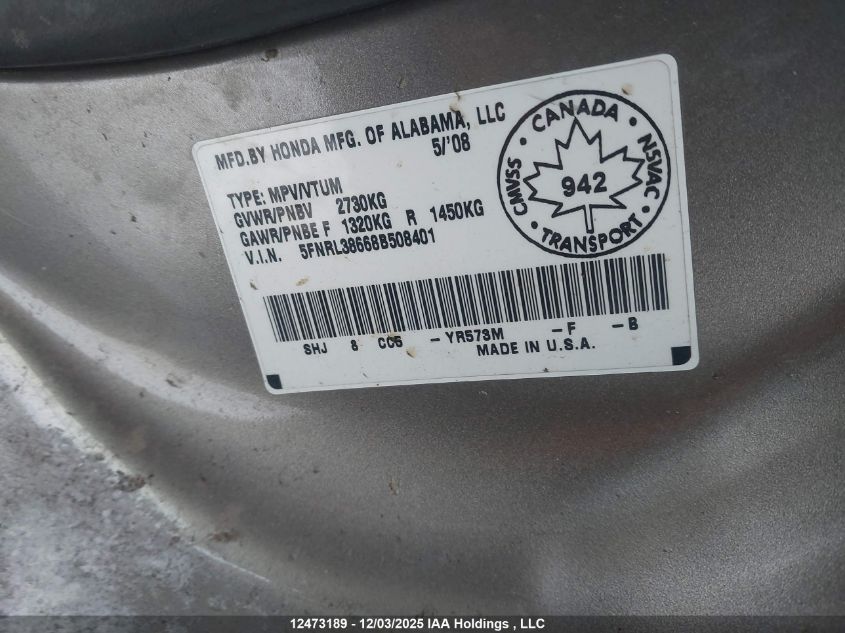 MFD.BY HONDA MFG. OF ALABAMA, LLC
5/'08
TYPE: MPV/VTUM
GVWR/PNBV 2730KG
GAWR/PNBE F 1320KG R 1450KG
V.I.N. 5FNRL38668B508401
CANADA
CMVSS
NSVAC
942
TRANSPORT
SHJ 8 CC6 -YR573M -F -B
MADE IN U.S.A.
12473189 - 12/03/2025 IAA Holdings , LLC